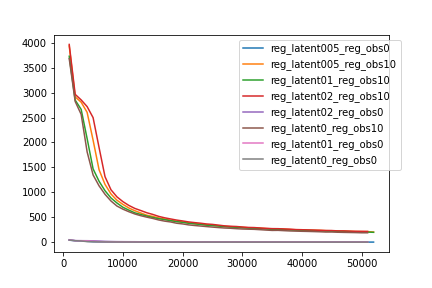 reg_latent005_reg_obs0
reg_latent005_reg_obs10
reg_latent01_reg_obs10
reg_latent02_reg_obs10
reg_latent02_reg_obs0
reg_latent0_reg_obs10
reg_latent01_reg_obs0
reg_latent0_reg_obs0
4000
3500
3000
2500
2000
1500
1000
500
0
0 10000 20000 30000 40000 50000